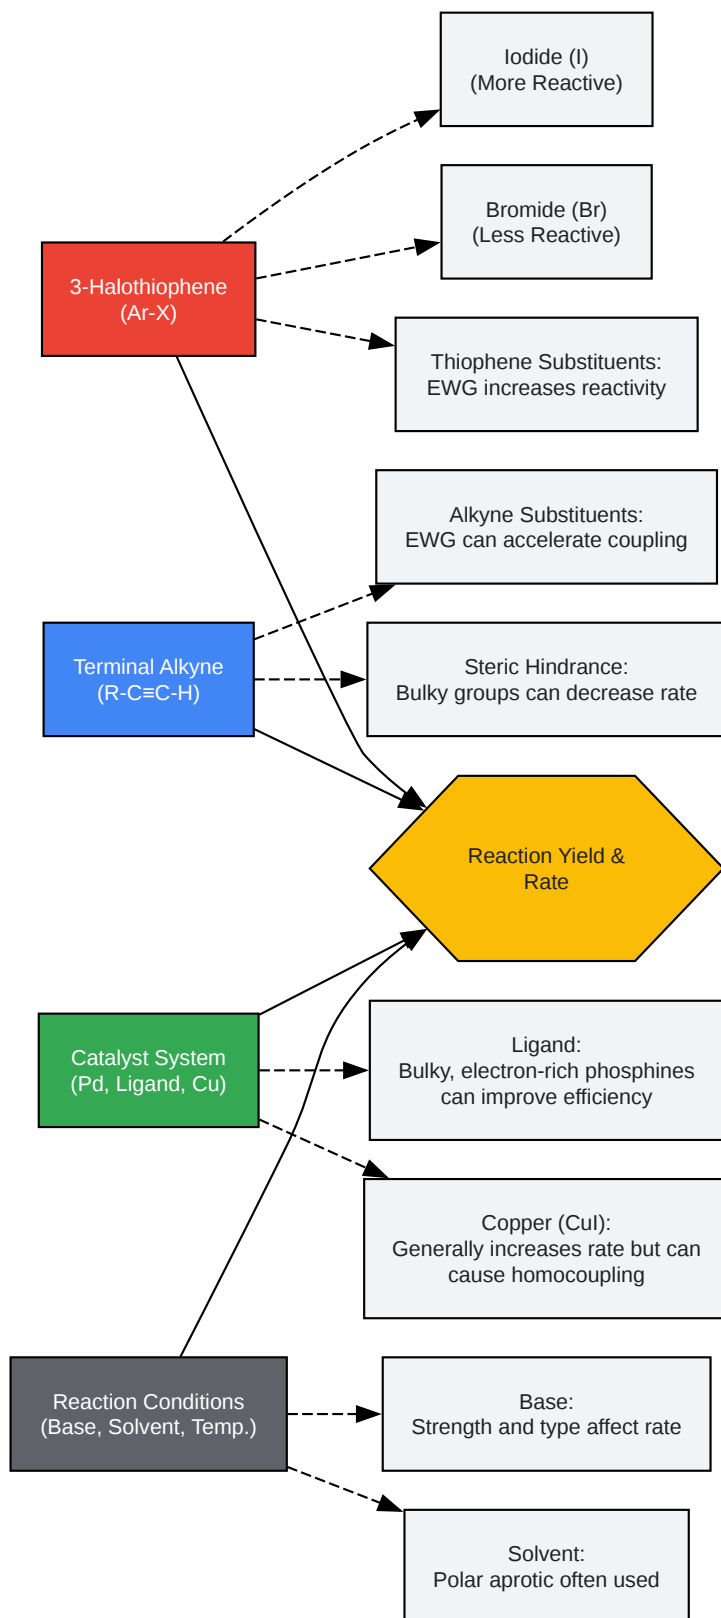 Iodide (I)
(More Reactive)
Bromide (Br)
(Less Reactive)
3-Halothiophene
(Ar-X)
Thiophene Substituents:
EWG increases reactivity
Alkyne Substituents:
EWG can accelerate coupling
Terminal Alkyne
(R-C≡C-H)
Steric Hindrance:
Bulky groups can decrease rate
Reaction Yield &
Rate
Catalyst System
(Pd, Ligand, Cu)
Ligand:
Bulky, electron-rich phosphines
can improve efficiency
Copper (CuI):
Generally increases rate but can
cause homocoupling
Reaction Conditions
(Base, Solvent, Temp.)
Base:
Strength and type affect rate
Solvent:
Polar aprotic often used